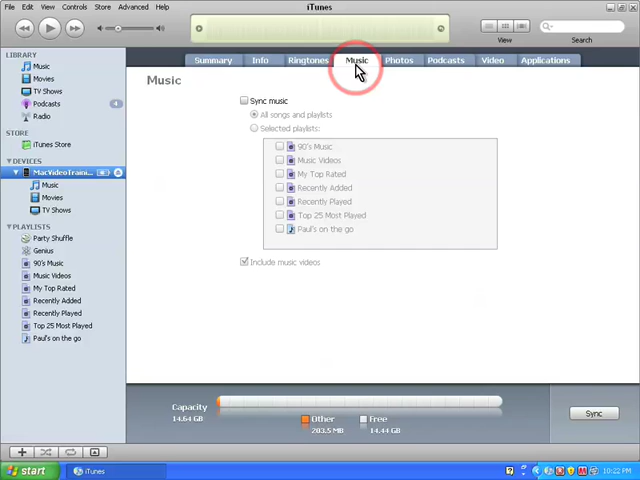 File Edit View Controls Store Advanced Help
iTunes
View
Search
LIBRARY
Music
Movies
TV Shows
Podcasts 4
Radio
STORE
iTunes Store
DEVICES
MacVideoTraini...
Music
Movies
TV Shows
PLAYLISTS
Party Shuffle
Genius
90's Music
Music Videos
My Top Rated
Recently Added
Recently Played
Top 25 Most Played
Paul's on the go
Summary Info Ringtones Music Photos Podcasts Video Applications
Music
Sync music
All songs and playlists
Selected playlists:
90's Music
Music Videos
My Top Rated
Recently Added
Recently Played
Top 25 Most Played
Paul's on the go
Include music videos
Capacity
14.64 GB
Other
203.5 MB
Free
14.44 GB
Sync
start
iTunes
10:22 PM